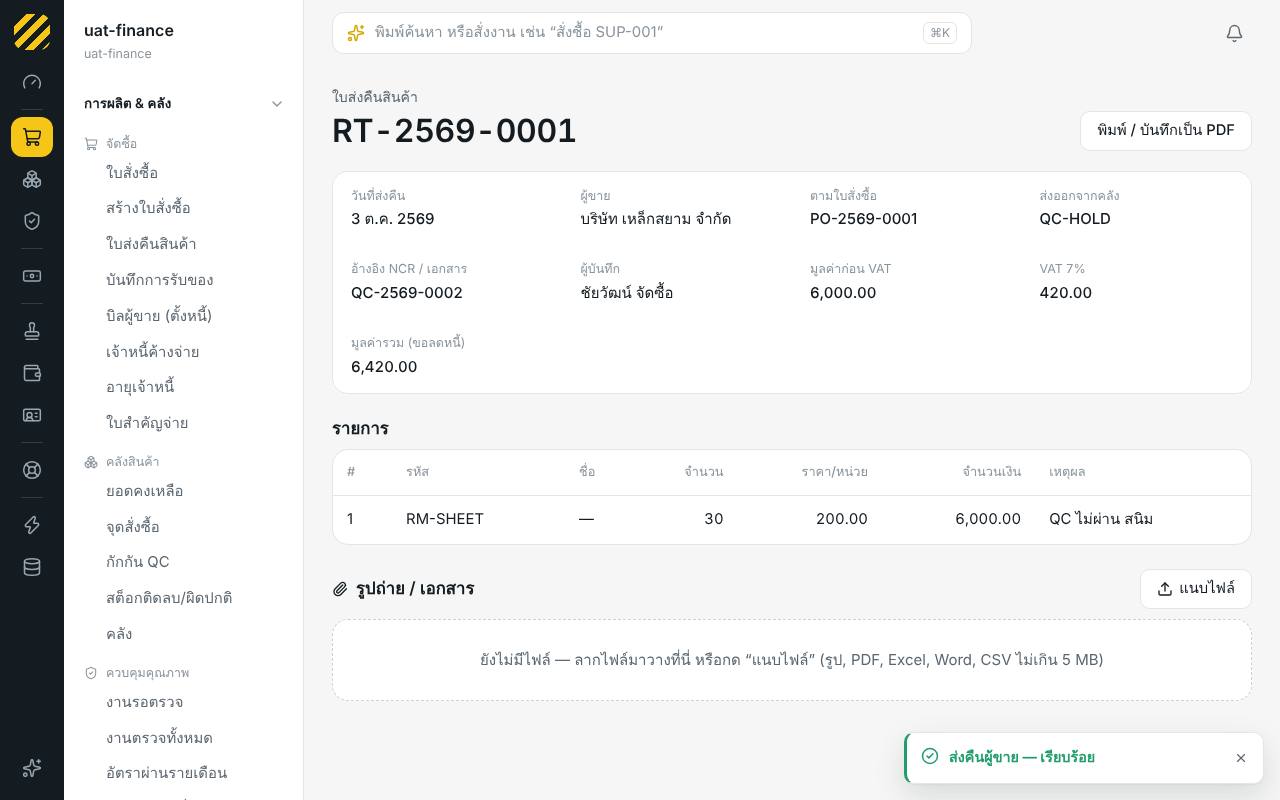 uat-finance
uat-finance
การผลิต & คลัง
จัดซื้อ
ใบสั่งซื้อ
สร้างใบสั่งซื้อ
ใบส่งคืนสินค้า
บันทึกการรับของ
บิลผู้ขาย (ตั้งหนี้)
เจ้าหนี้ค้างจ่าย
อายุเจ้าหนี้
ใบสำคัญจ่าย
คลังสินค้า
ยอดคงเหลือ
จุดสั่งซื้อ
กักกัน QC
สต็อกติดลบ/ผิดปกติ
คลัง
ควบคุมคุณภาพ
งานรอตรวจ
งานตรวจทั้งหมด
อัตราผ่านรายเดือน
พิมพ์ค้นหา หรือสั่งงาน เช่น “สั่งซื้อ SUP-001” ⌘K
ใบส่งคืนสินค้า
RT-2569-0001
พิมพ์ / บันทึกเป็น PDF
วันที่ส่งคืน ผู้ขาย ตามใบสั่งซื้อ ส่งออกจากคลัง
3 ต.ค. 2569 บริษัท เหล็กสยาม จำกัด PO-2569-0001 QC-HOLD
อ้างอิง NCR / เอกสาร ผู้บันทึก มูลค่าก่อน VAT VAT 7%
QC-2569-0002 ชัยวัฒน์ จัดซื้อ 6,000.00 420.00
มูลค่ารวม (ขอลดหนี้)
6,420.00
รายการ
# รหัส ชื่อ จำนวน ราคา/หน่วย จำนวนเงิน เหตุผล
1 RM-SHEET — 30 200.00 6,000.00 QC ไม่ผ่าน สนิม
รูปถ่าย / เอกสาร
แนบไฟล์
ยังไม่มีไฟล์ — ลากไฟล์มาวางที่นี่ หรือกด “แนบไฟล์” (รูป, PDF, Excel, Word, CSV ไม่เกิน 5 MB)
ส่งคืนผู้ขาย — เรียบร้อย